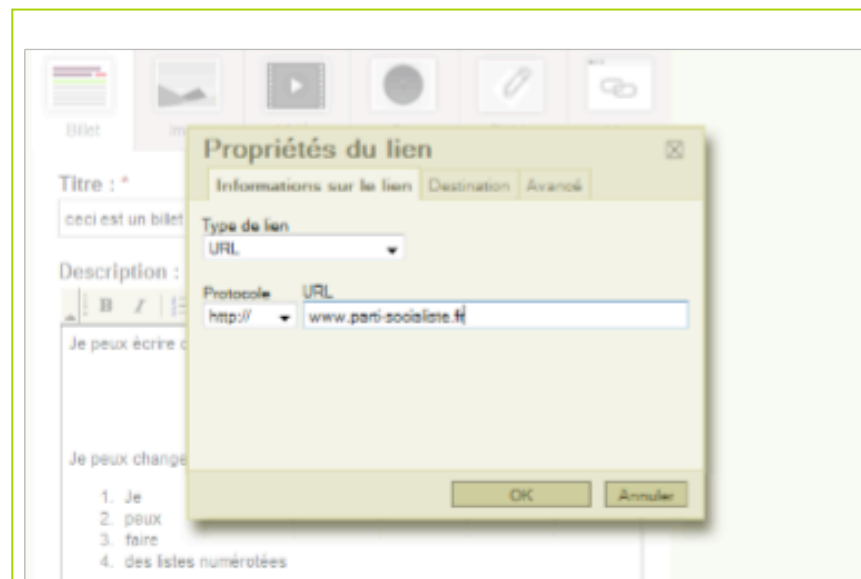 Billet
Propriétés du lien
Titre : *
Informations sur le lien Destination Avancé
ceci est un billet
Type de lien
URL
Description :
Protocole URL
B I
http:// www.parti-socialiste.fr
Je peux écrire
Je peux change
OK Annuler
1. Je
2. peux
3. faire
4. des listes numérotées